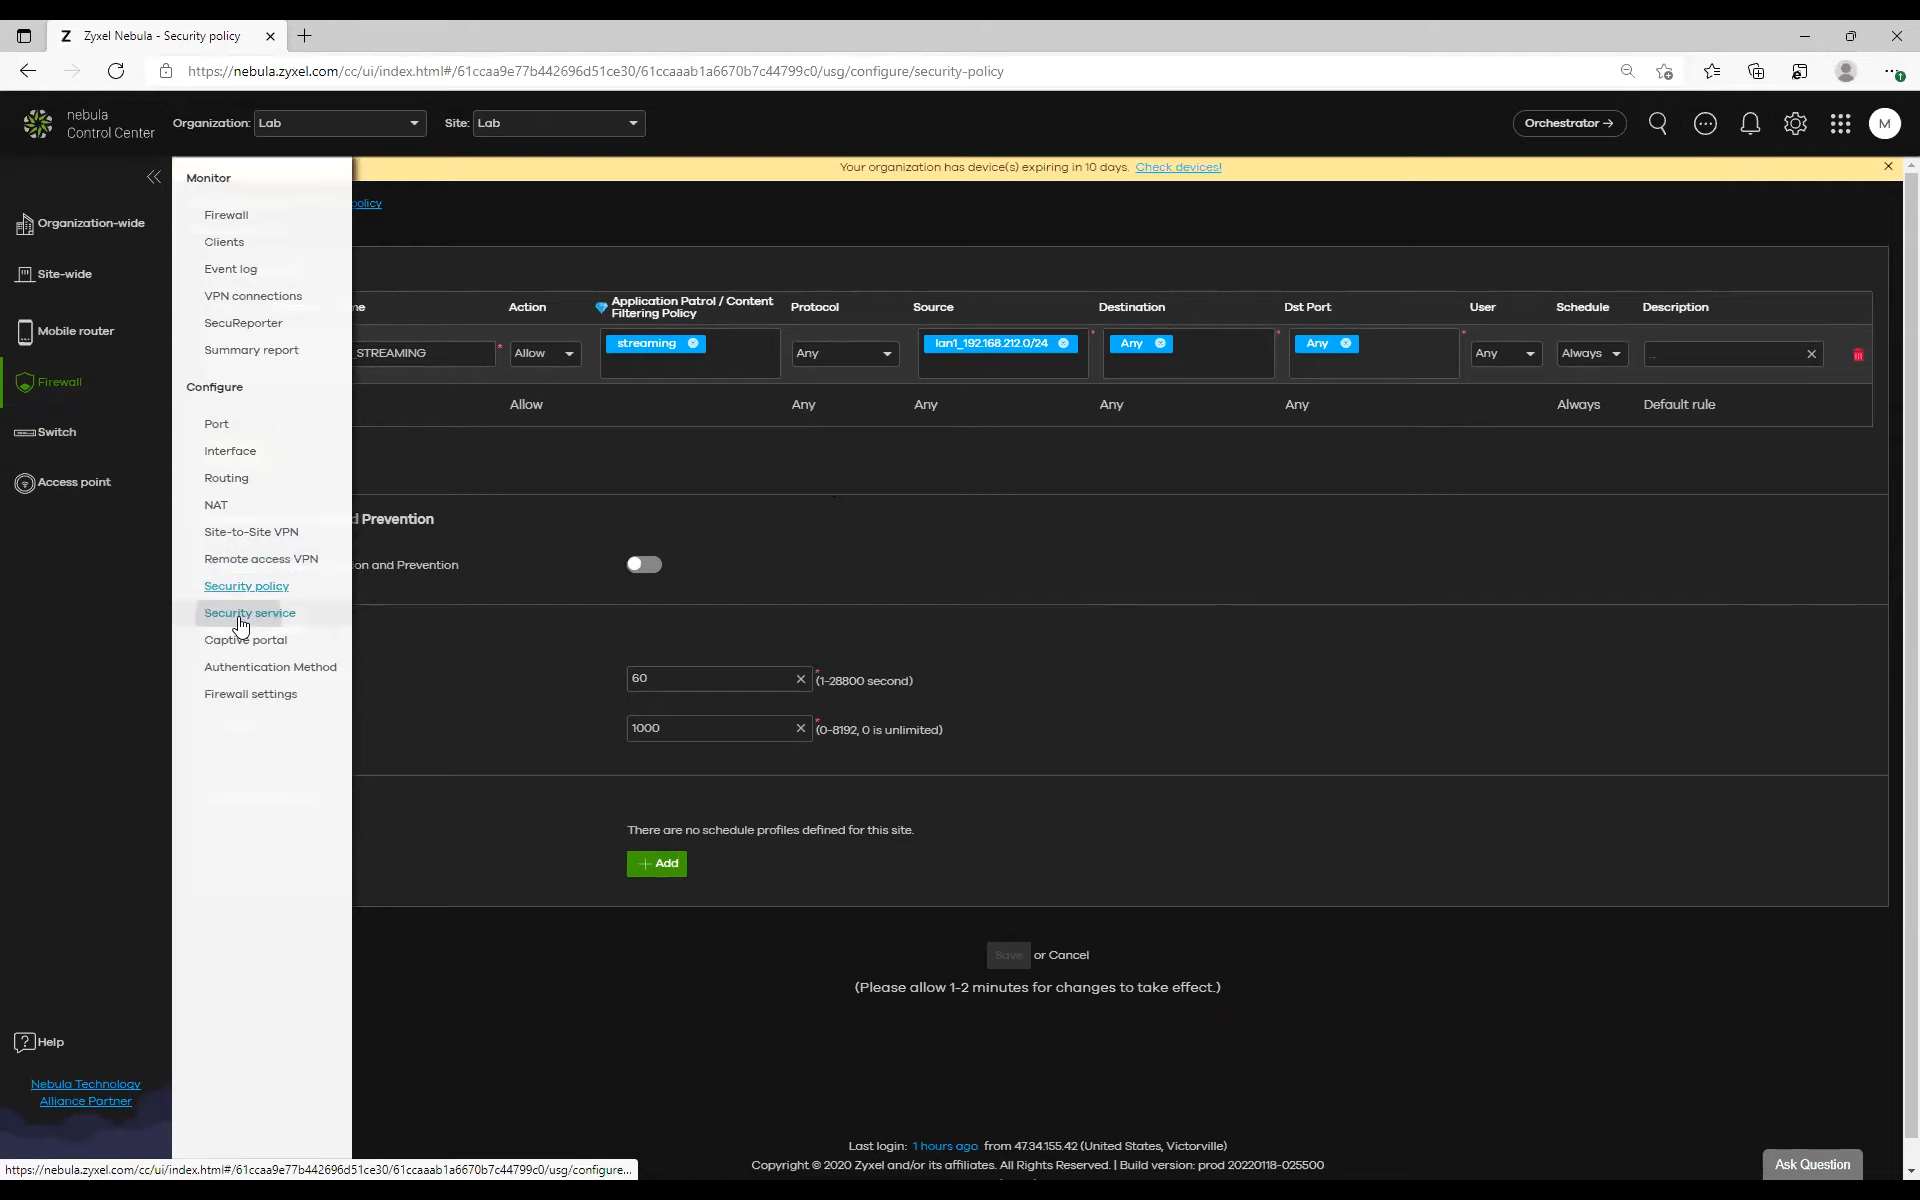 Zyxel Nebula - Security policy
https://nebula.zyxel.com/cc/ui/index.html#/61ccaa9e77b442696d51ce30/61ccaaab1a6670b7c44799c0/usg/configure/security-policy
nebula
Control Center
Organization: Lab
Site: Lab
Orchestrator →
M
Your organization has device(s) expiring in 10 days. Check devices!
Organization-wide
Site-wide
Mobile router
Firewall
Switch
Access point
Monitor
Firewall
Clients
Event log
VPN connections
SecuReporter
Summary report
Configure
Port
Interface
Routing
NAT
Site-to-Site VPN
Remote access VPN
Security policy
Security service
Captive portal
Authentication Method
Firewall settings
policy
me Action Application Patrol / Content Filtering Policy Protocol Source Destination Dst Port User Schedule Description
_STREAMING * Allow streaming Any lan1_192.168.212.0/24 * Any * Any * Any Always ...
Allow Any Any Any Any Always Default rule
d Prevention
ion and Prevention
60 * (1-28800 second)
1000 * (0-8192, 0 is unlimited)
There are no schedule profiles defined for this site.
+ Add
Save or Cancel
(Please allow 1-2 minutes for changes to take effect.)
Help
Nebula Technology
Alliance Partner
Last login: 1 hours ago from 47.34.155.42 (United States, Victorville)
Copyright © 2020 Zyxel and/or its affiliates. All Rights Reserved. | Build version: prod 20220118-025500
Ask Question
https://nebula.zyxel.com/cc/ui/index.html#/61ccaa9e77b442696d51ce30/61ccaaab1a6670b7c44799c0/usg/configure...